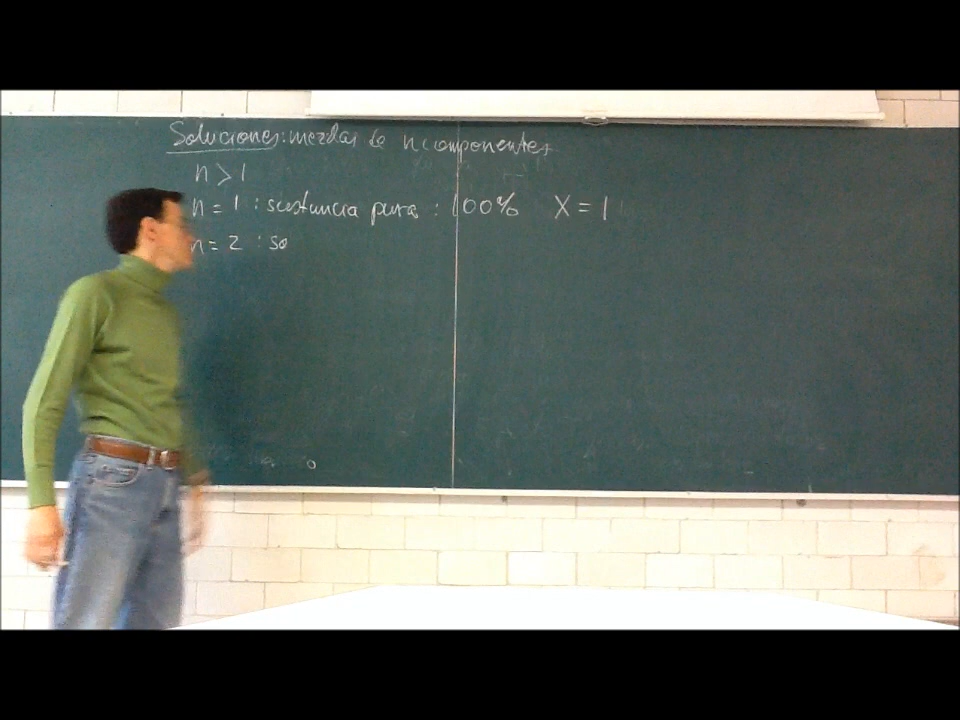 Soluciones: mezclas de n componentes
n > 1
n = 1 : sustancia pura : 100% X = 1
n = 2 : so